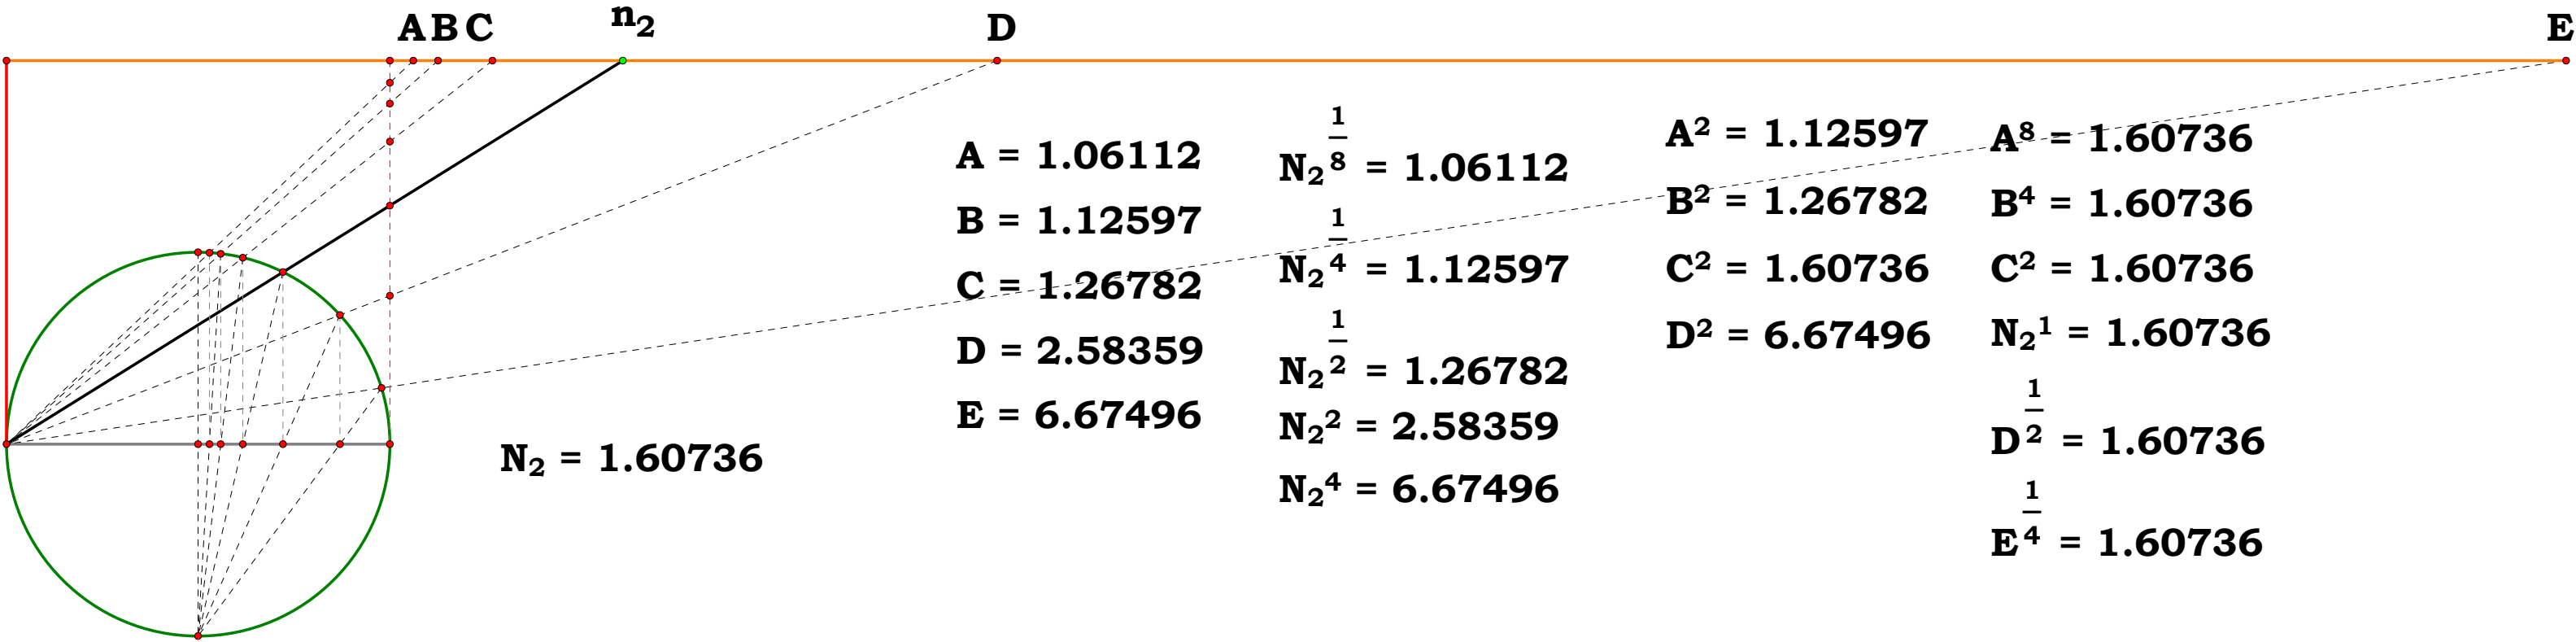 A B C n₂ D E
A = 1.06112
B = 1.12597
C = 1.26782
D = 2.58359
E = 6.67496
N₂ = 1.60736
N₂^(1/8) = 1.06112
N₂^(1/4) = 1.12597
N₂^(1/2) = 1.26782
N₂² = 2.58359
N₂⁴ = 6.67496
A² = 1.12597
B² = 1.26782
C² = 1.60736
D² = 6.67496
A⁸ = 1.60736
B⁴ = 1.60736
C² = 1.60736
N₂¹ = 1.60736
D^(1/2) = 1.60736
E^(1/4) = 1.60736